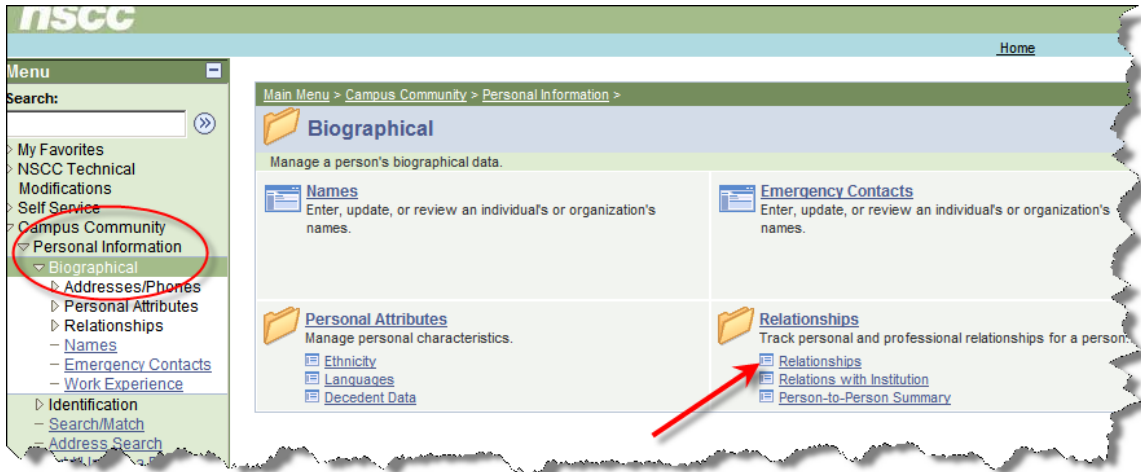 nscc
Home
Menu
Search:
My Favorites
NSCC Technical
Modifications
Self Service
Campus Community
Personal Information
Biographical
Addresses/Phones
Personal Attributes
Relationships
Names
Emergency Contacts
Work Experience
Identification
Search/Match
Address Search
Main Menu > Campus Community > Personal Information >
Biographical
Manage a person's biographical data.
Names
Enter, update, or review an individual's or organization's
names.
Emergency Contacts
Enter, update, or review an individual's or organization's
names.
Personal Attributes
Manage personal characteristics.
Ethnicity
Languages
Decedent Data
Relationships
Track personal and professional relationships for a person.
Relationships
Relations with Institution
Person-to-Person Summary